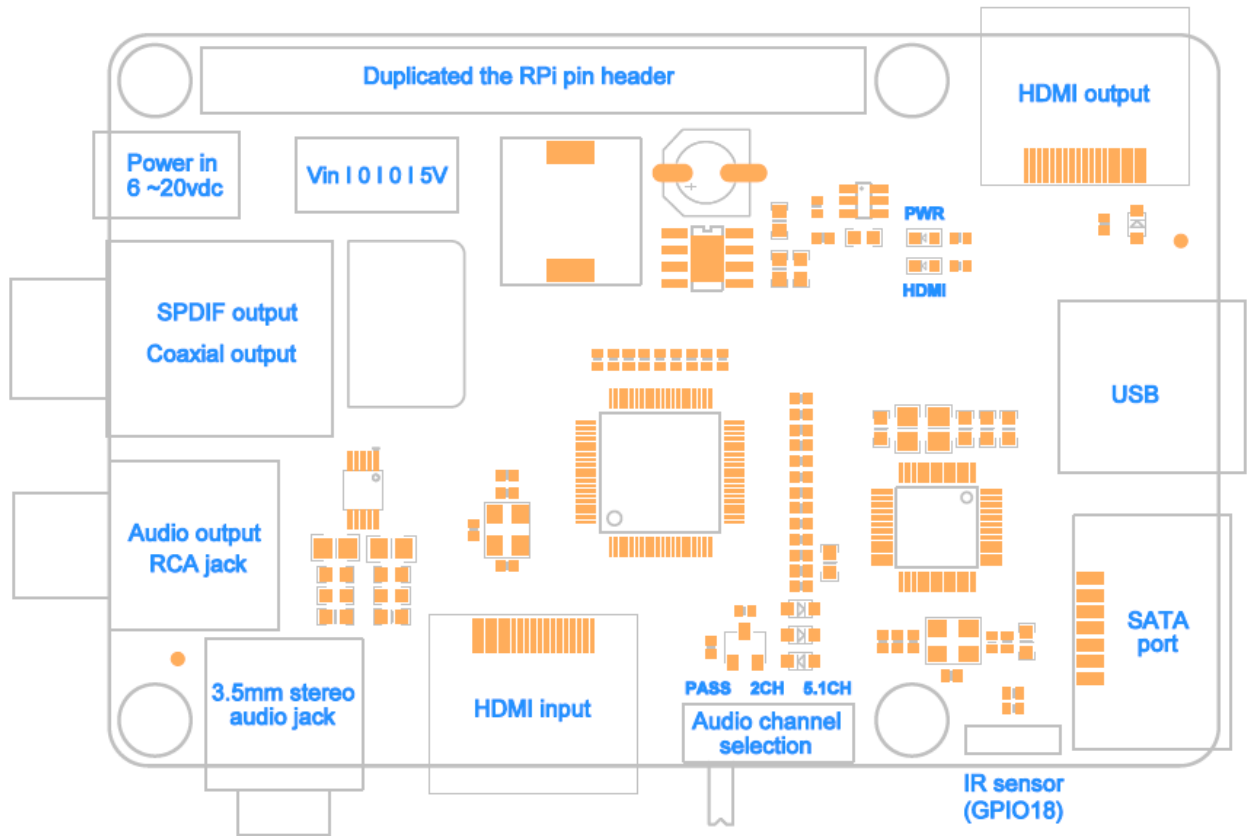 Duplicated the RPi pin header
HDMI output
Power in
6 ~20vdc
Vin I 0 I 0 I 5V
PWR
HDMI
SPDIF output
Coaxial output
USB
Audio output
RCA jack
SATA
port
3.5mm stereo
audio jack
HDMI input
PASS 2CH 5.1CH
Audio channel
selection
IR sensor
(GPIO18)